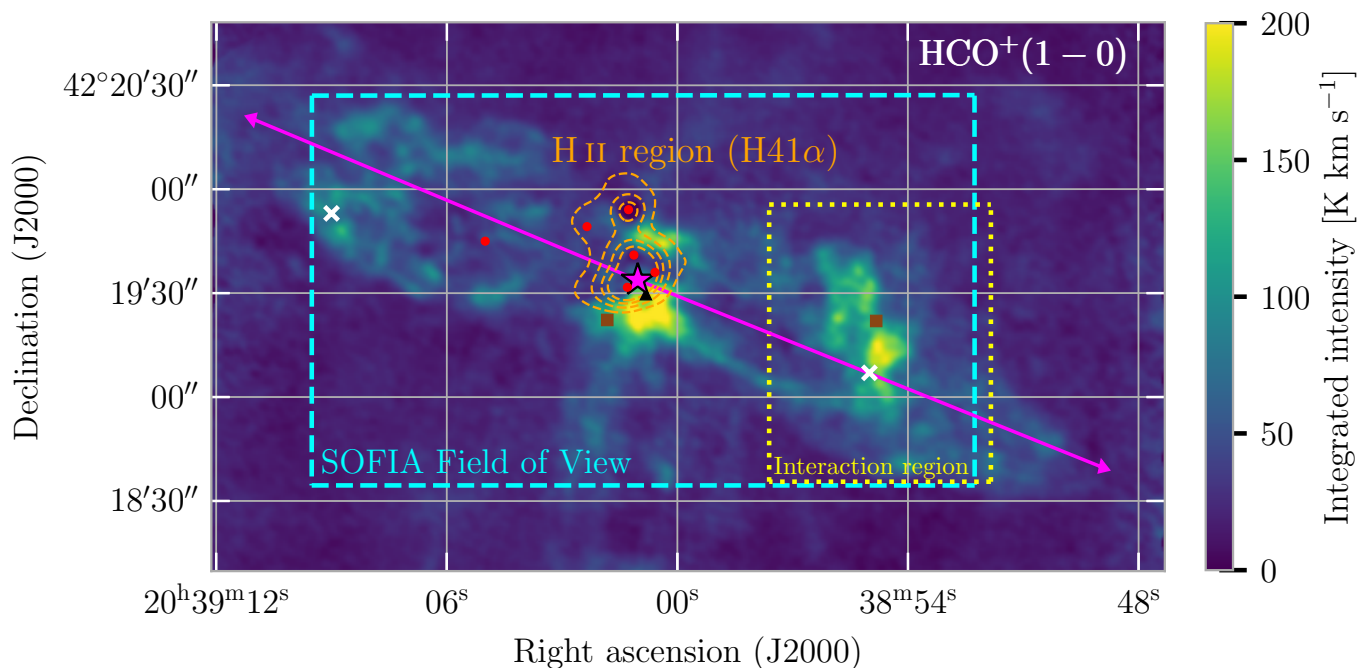 HCO⁺(1 − 0)
42°20′30″
H II region (H41α)
00″
19′30″
00″
18′30″
SOFIA Field of View
Interaction region
20ʰ39ᵐ12ˢ
06ˢ
00ˢ
38ᵐ54ˢ
48ˢ
Right ascension (J2000)
Declination (J2000)
200
150
100
50
0
Integrated intensity [K km s⁻¹]